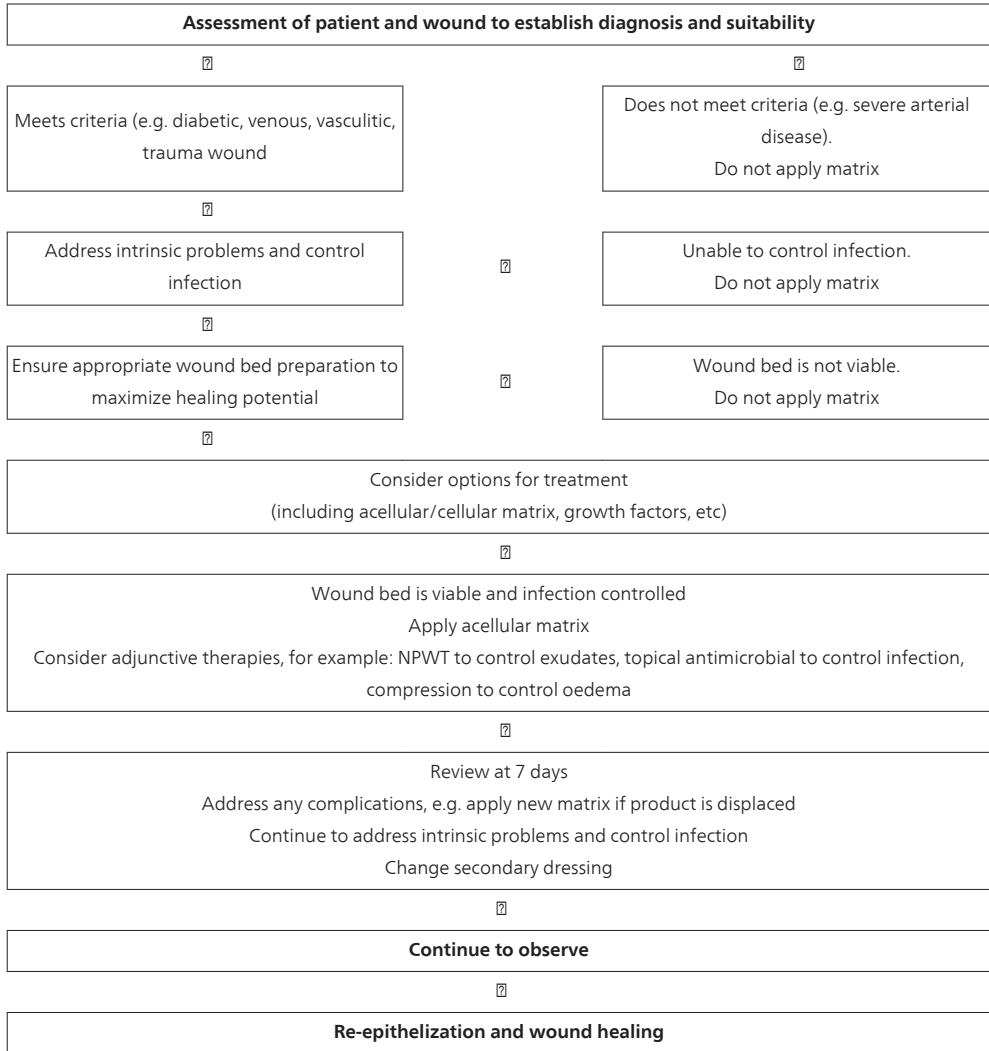 Assessment of patient and wound to establish diagnosis and suitability
Meets criteria (e.g. diabetic, venous, vasculitic,
trauma wound
Does not meet criteria (e.g. severe arterial
disease).
Do not apply matrix
Address intrinsic problems and control
infection
Unable to control infection.
Do not apply matrix
Ensure appropriate wound bed preparation to
maximize healing potential
Wound bed is not viable.
Do not apply matrix
Consider options for treatment
(including acellular/cellular matrix, growth factors, etc)
Wound bed is viable and infection controlled
Apply acellular matrix
Consider adjunctive therapies, for example: NPWT to control exudates, topical antimicrobial to control infection,
compression to control oedema
Review at 7 days
Address any complications, e.g. apply new matrix if product is displaced
Continue to address intrinsic problems and control infection
Change secondary dressing
Continue to observe
Re-epithelization and wound healing